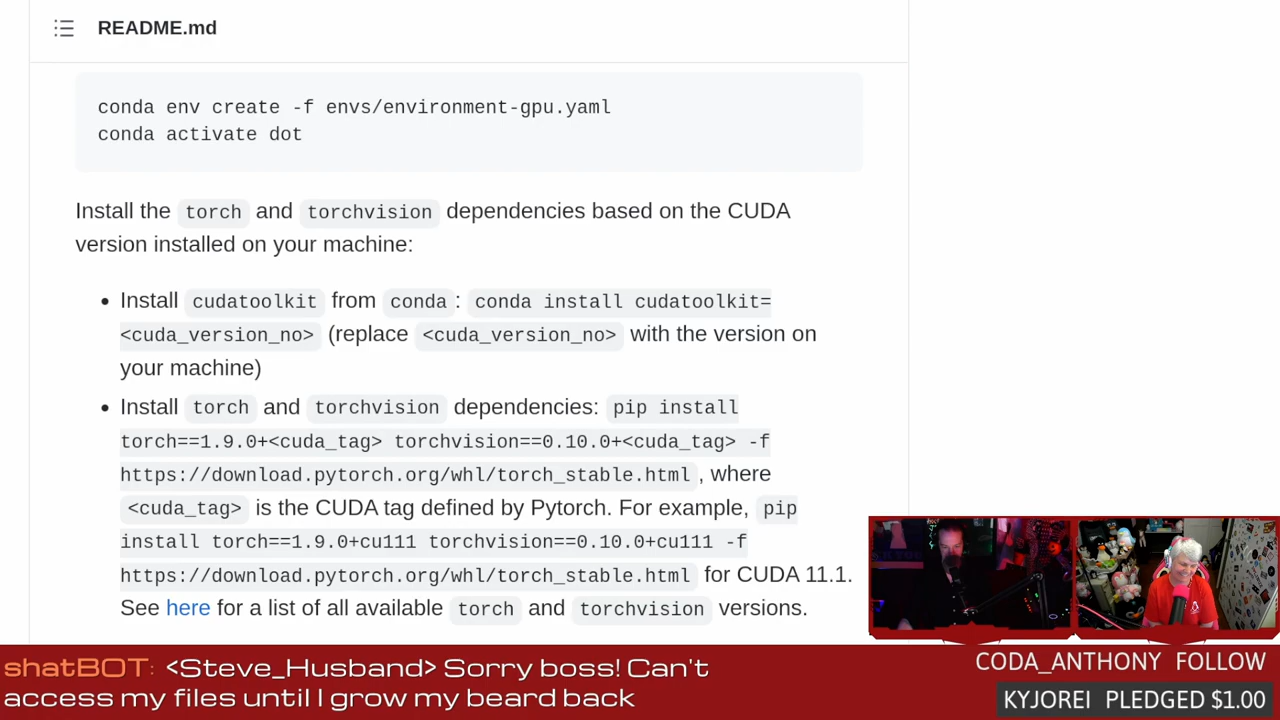 README.md
conda env create -f envs/environment-gpu.yaml
conda activate dot
Install the torch and torchvision dependencies based on the CUDA
version installed on your machine:
• Install cudatoolkit from conda : conda install cudatoolkit=
<cuda_version_no> (replace <cuda_version_no> with the version on
your machine)
• Install torch and torchvision dependencies: pip install
torch==1.9.0+<cuda_tag> torchvision==0.10.0+<cuda_tag> -f
https://download.pytorch.org/whl/torch_stable.html , where
<cuda_tag> is the CUDA tag defined by Pytorch. For example, pip
install torch==1.9.0+cu111 torchvision==0.10.0+cu111 -f
https://download.pytorch.org/whl/torch_stable.html for CUDA 11.1.
See here for a list of all available torch and torchvision versions.
shatBOT: <Steve_Husband> Sorry boss! Can't
access my files until I grow my beard back
CODA_ANTHONY FOLLOW
KYJOREI PLEDGED $1.00